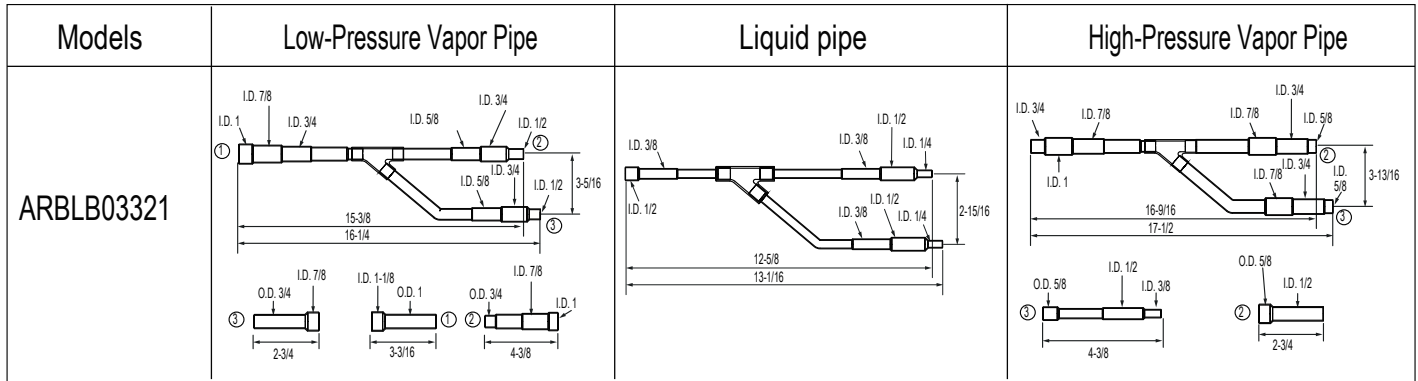 Models
Low-Pressure Vapor Pipe
Liquid pipe
High-Pressure Vapor Pipe
ARBLB03321
I.D. 7/8
I.D. 1
I.D. 3/4
I.D. 5/8
I.D. 3/4
I.D. 1/2
①
②
I.D. 5/8
I.D. 3/4
I.D. 1/2
③
3-5/16
15-3/8
16-1/4
③
O.D. 3/4
I.D. 7/8
2-3/4
I.D. 1-1/8
O.D. 1
①
3-3/16
②
O.D. 3/4
I.D. 7/8
I.D. 1
4-3/8
I.D. 3/8
I.D. 1/2
I.D. 3/8
I.D. 1/2
I.D. 1/4
I.D. 3/8
I.D. 1/2
I.D. 1/4
2-15/16
12-5/8
13-1/16
I.D. 3/4
I.D. 7/8
I.D. 1
I.D. 7/8
I.D. 3/4
I.D. 5/8
②
I.D. 7/8
I.D. 3/4
I.D.
5/8
③
3-13/16
16-9/16
17-1/2
③
O.D. 5/8
I.D. 1/2
I.D. 3/8
4-3/8
②
O.D. 5/8
I.D. 1/2
2-3/4